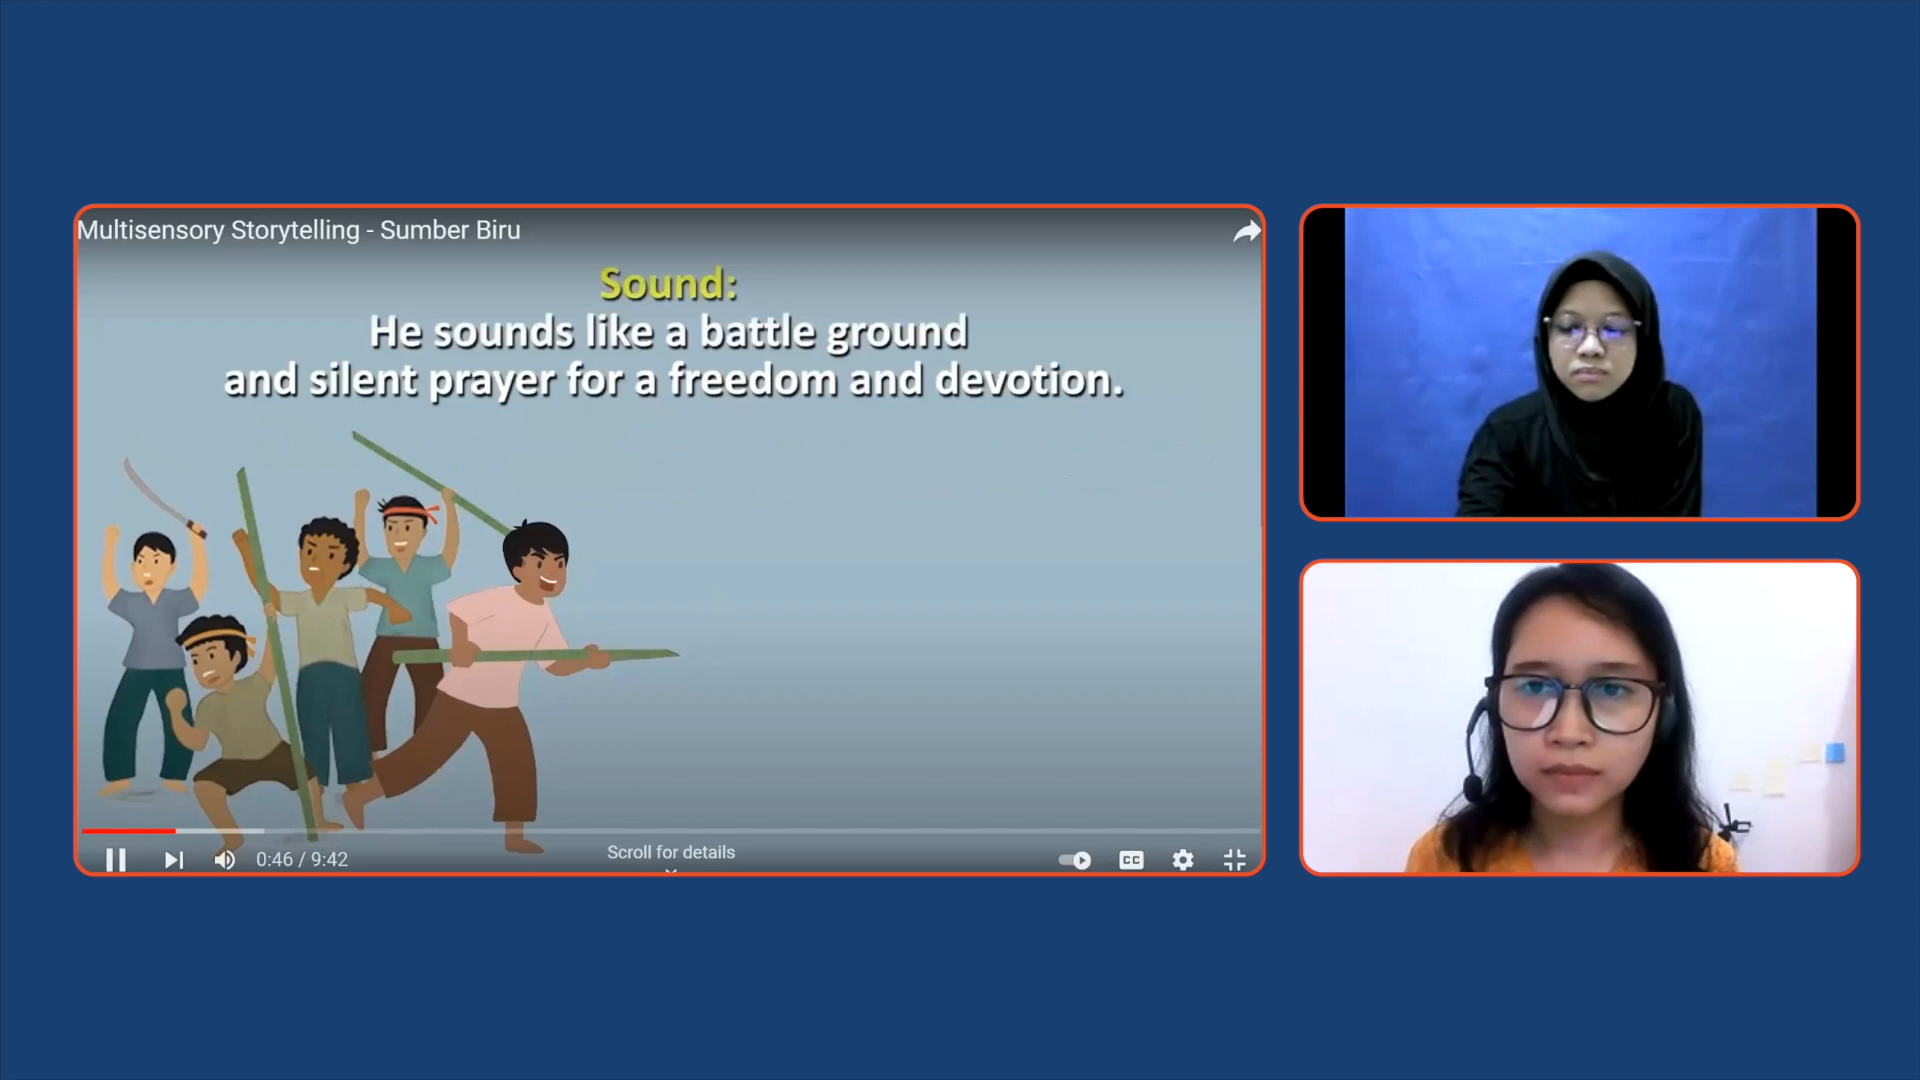 Multisensory Storytelling - Sumber Biru
Sound:
He sounds like a battle ground
and silent prayer for a freedom and devotion.
0:46 / 9:42
Scroll for details
CC